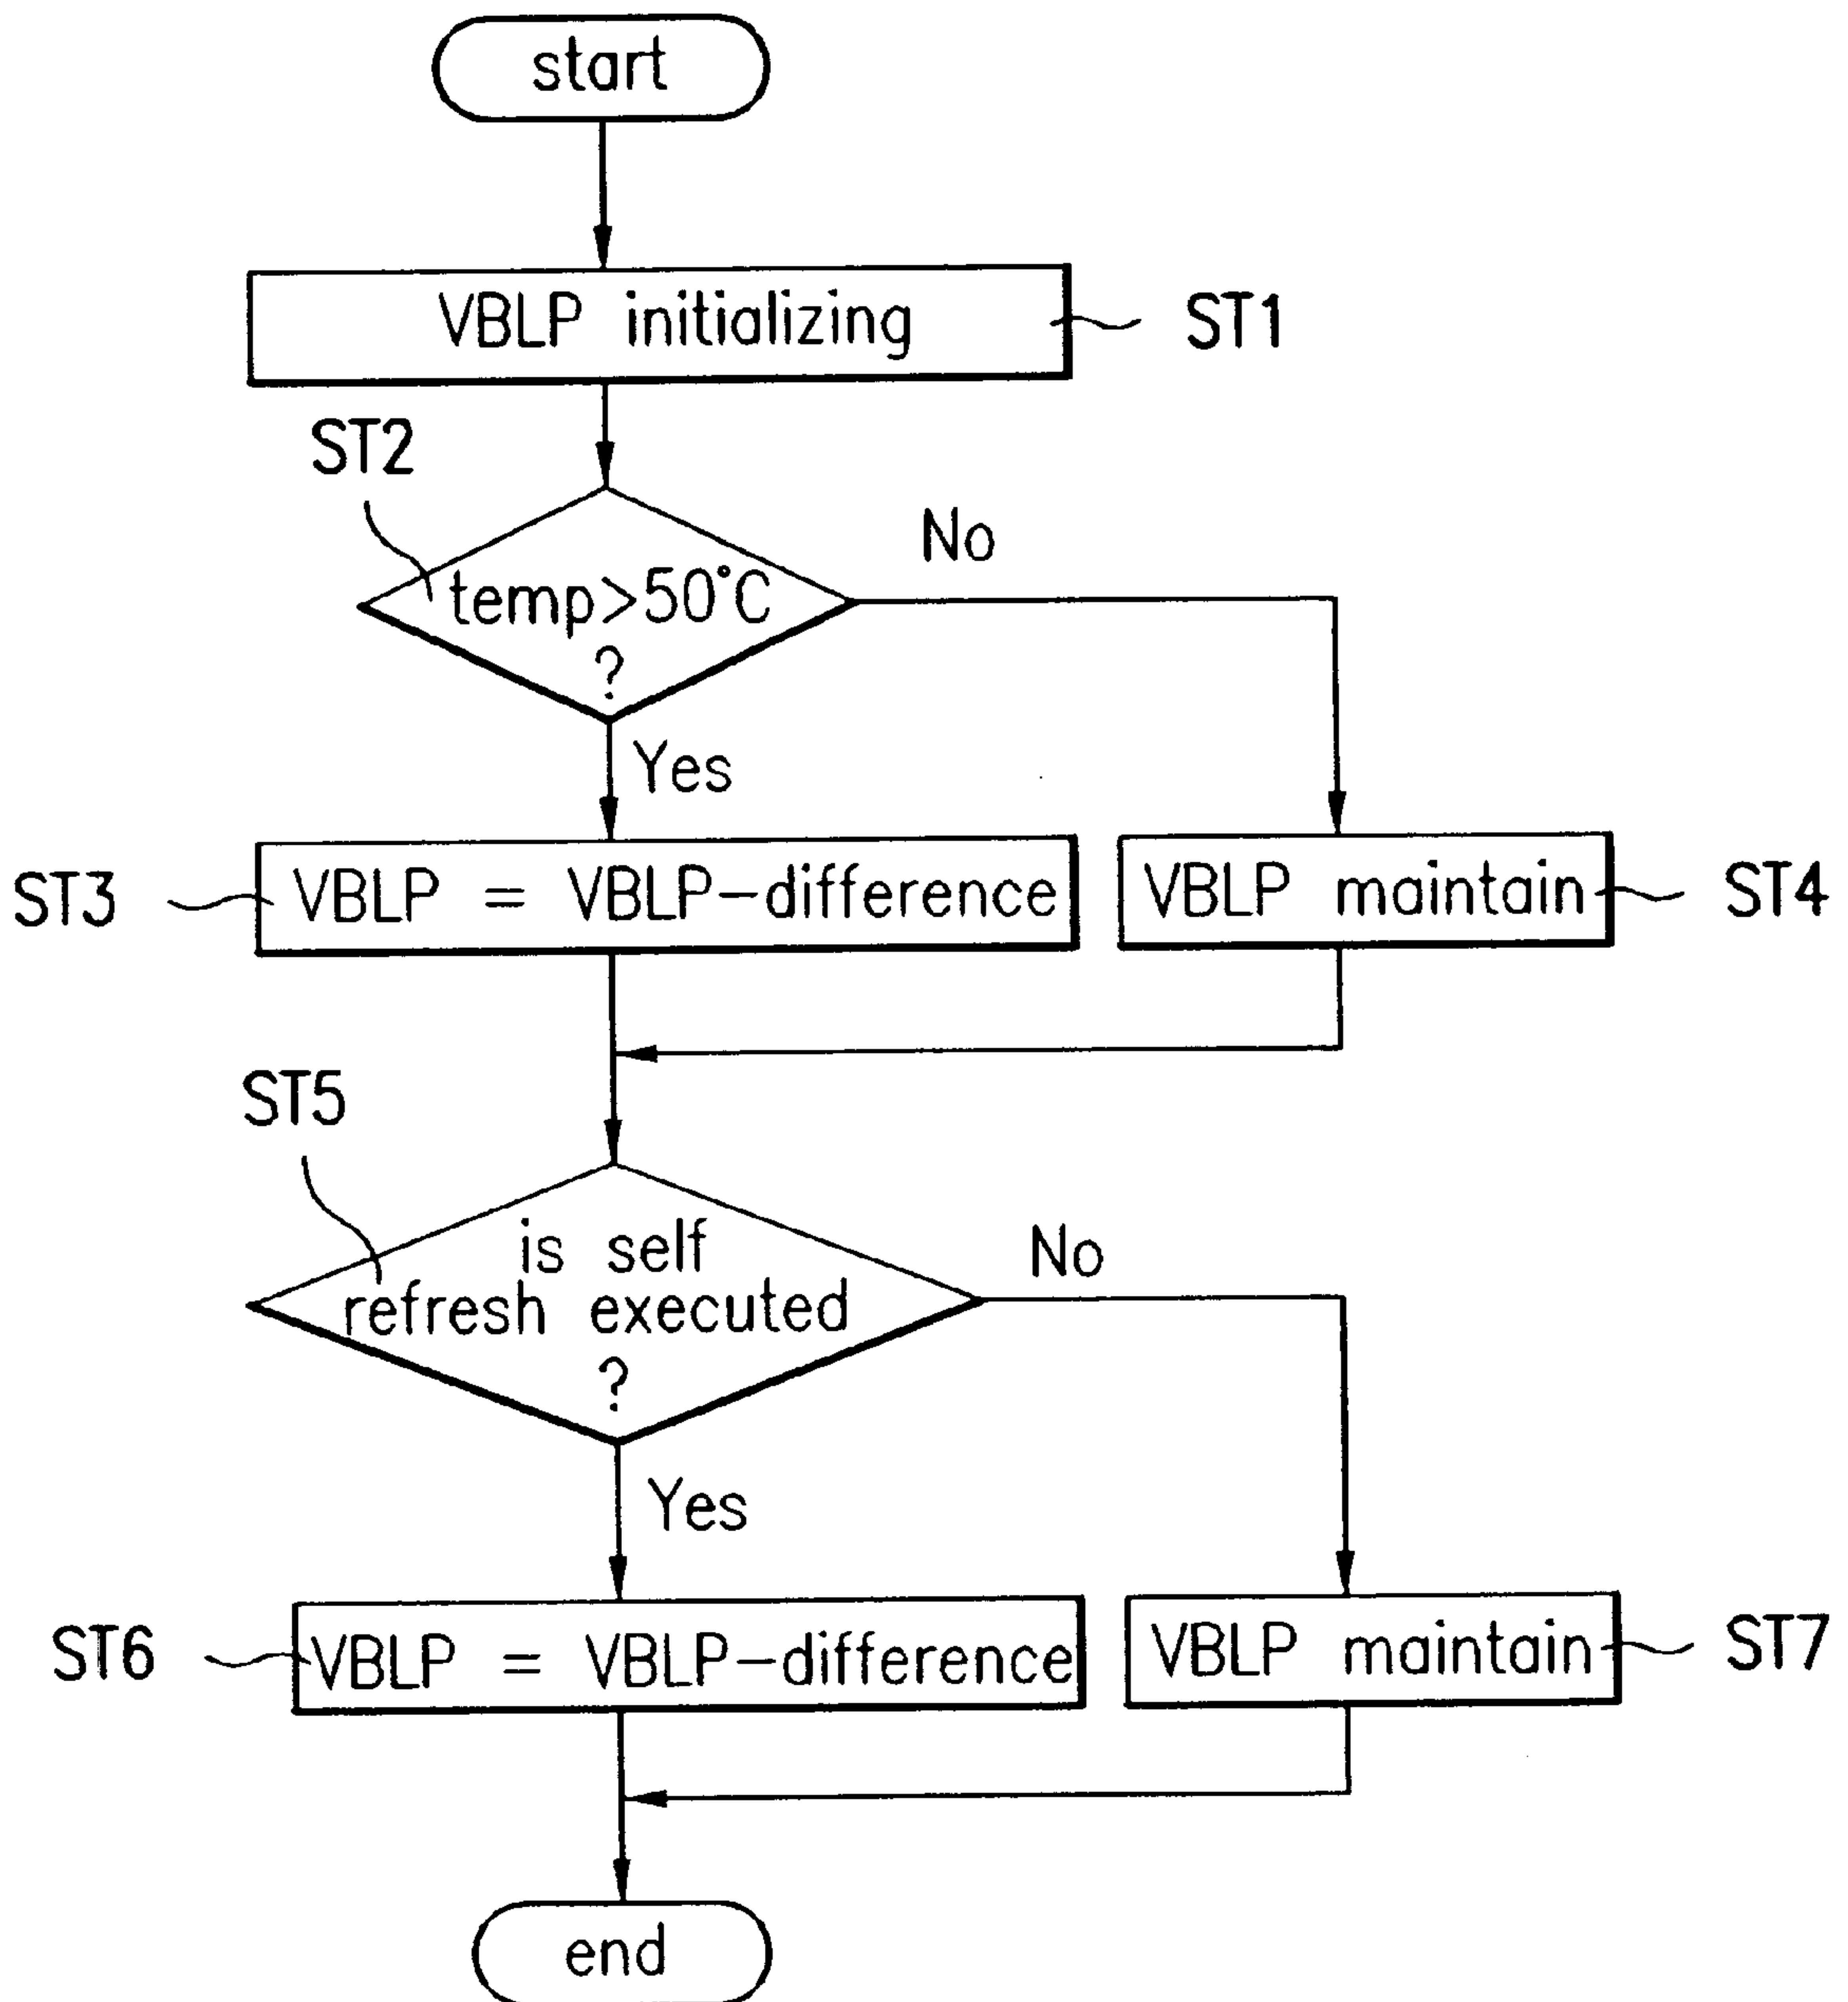 start
VBLP initializing
ST1
ST2
temp>50°C
?
No
Yes
ST3
VBLP = VBLP-difference
VBLP maintain
ST4
ST5
is self
refresh executed
?
No
Yes
ST6
VBLP = VBLP-difference
VBLP maintain
ST7
end